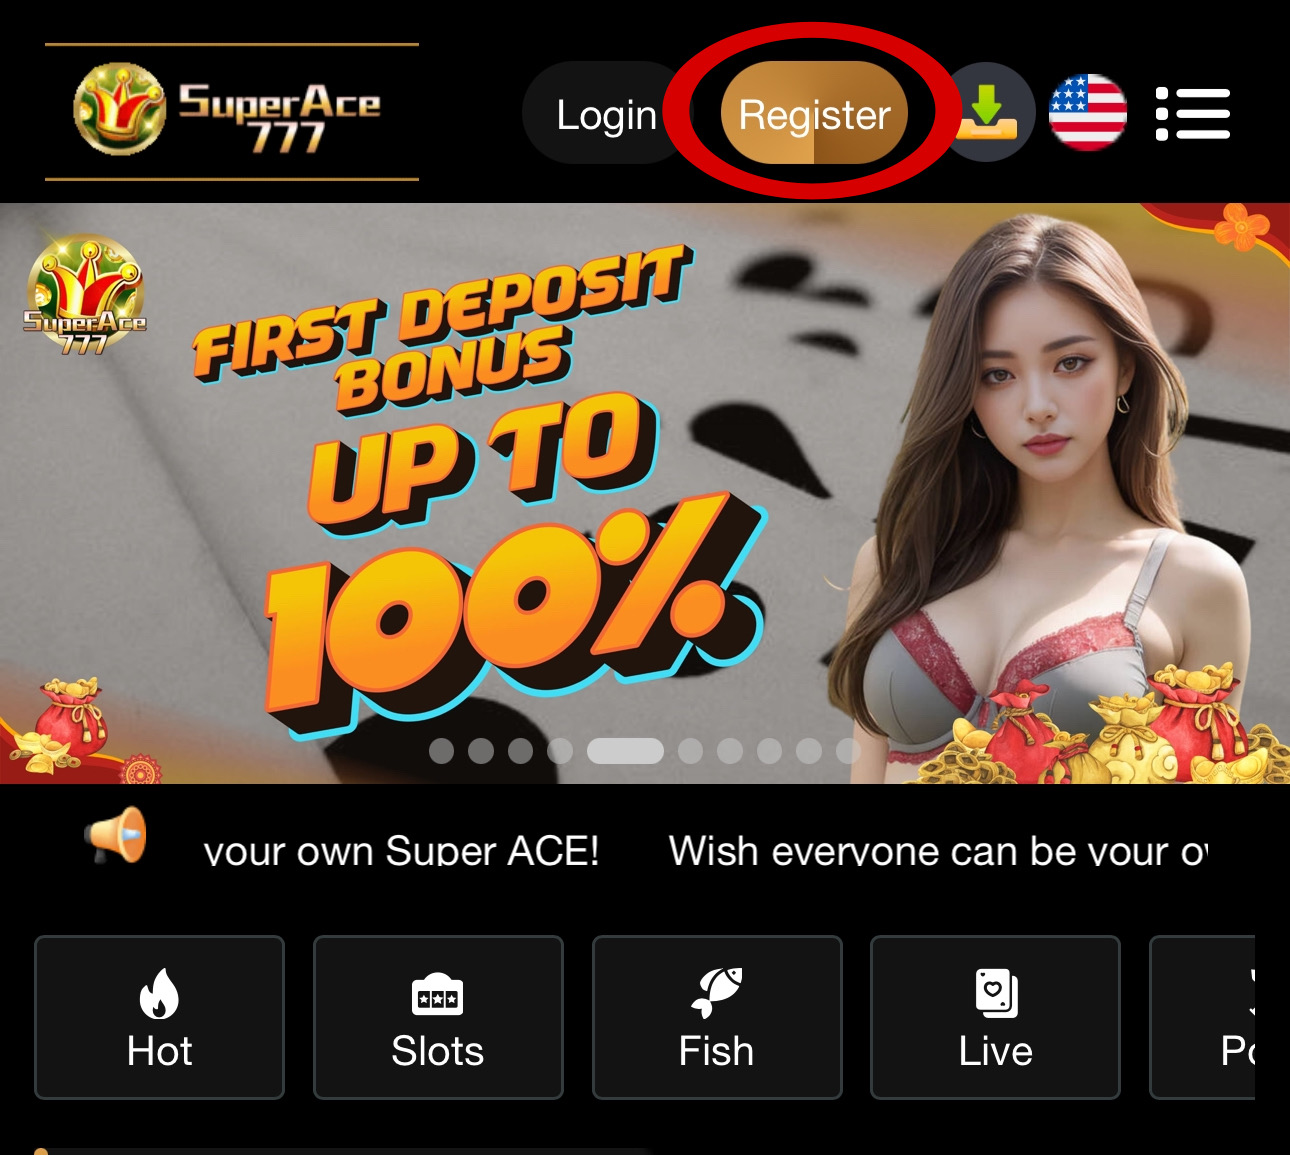 SuperAce
777
Login
Register
SuperAce
777
FIRST DEPOSIT
BONUS
UP TO
100%
your own Super ACE! Wish everyone can be your
Hot
Slots
Fish
Live